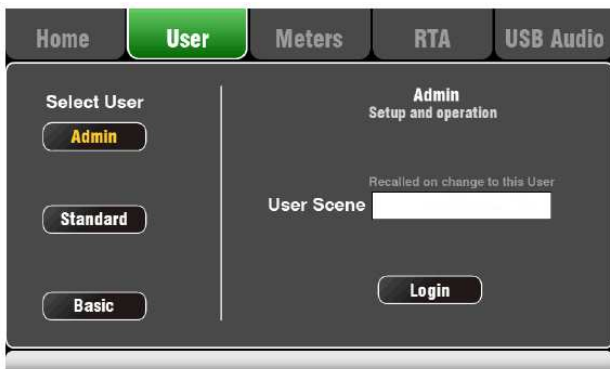 Home User Meters RTA USB Audio
Select User
Admin
Standard
Basic
Admin
Setup and operation
Recalled on change to this User
User Scene
Login